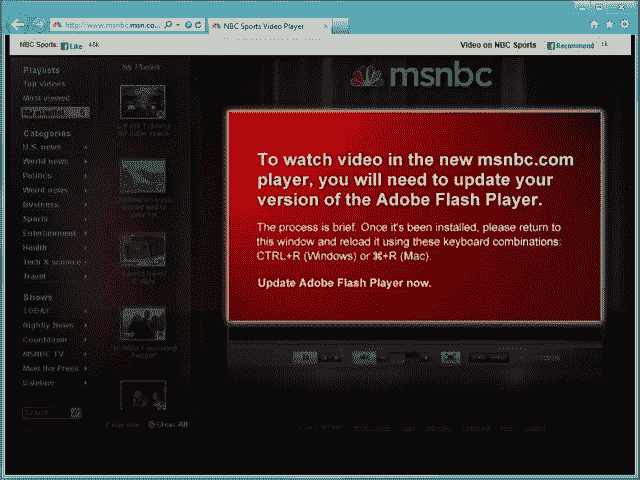 http://www.msnbc.msn.co...
NBC Sports Video Player
NBC Sports:
Like
48k
Video on NBC Sports
Recommend
1k
Playlists
Top videos
Most viewed
Categories
U.S. news
World news
Politics
Weird news
Business
Sports
Entertainment
Health
Tech & science
Travel
Shows
TODAY
Nightly News
Countdown
MSNBC TV
Meet the Press
Dateline
Search
My Playlist
Clear All
msnbc
To watch video in the new msnbc.com
player, you will need to update your
version of the Adobe Flash Player.
The process is brief. Once it's been installed, please return to
this window and reload it using these keyboard combinations:
CTRL+R (Windows) or ⌘+R (Mac).
Update Adobe Flash Player now.